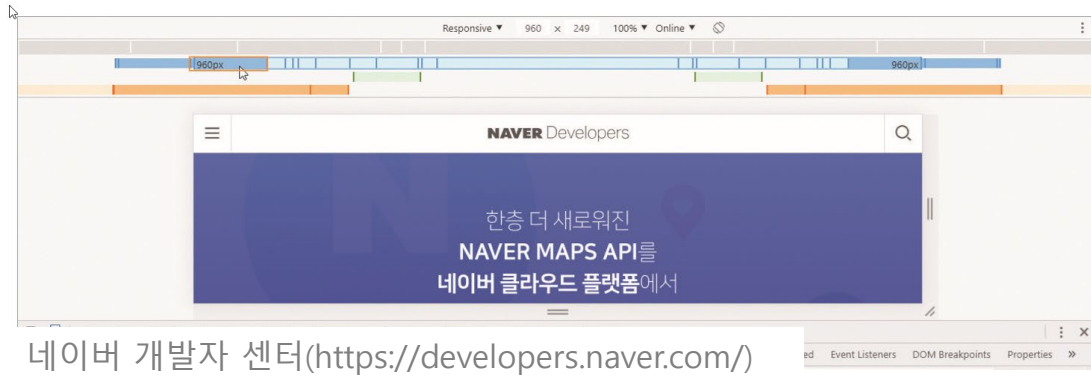 Responsive ▼ 960 × 249 100% ▼ Online ▼
960px 960px
NAVER Developers
한층 더 새로워진
NAVER MAPS API를
네이버 클라우드 플랫폼에서
네이버 개발자 센터(https://developers.naver.com/)
Event Listeners DOM Breakpoints Properties »